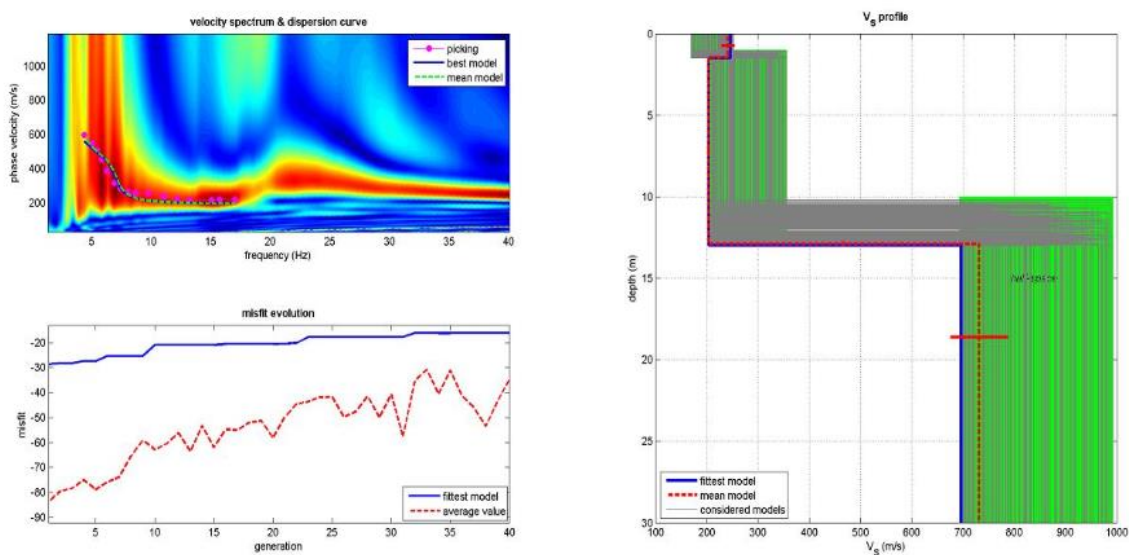 velocity spectrum & dispersion curve
picking
best model
mean model
phase velocity (m/s)
1000
800
600
400
200
5
10
15
20
25
30
35
40
frequency (Hz)
misfit evolution
misfit
-20
-30
-40
-50
-60
-70
-80
-90
fittest model
average value
5
10
15
20
25
30
35
40
generation
V_S profile
depth (m)
0
5
10
15
20
25
30
half-space
fittest model
mean model
considered models
100
200
300
400
500
600
700
800
900
1000
V_S (m/s)